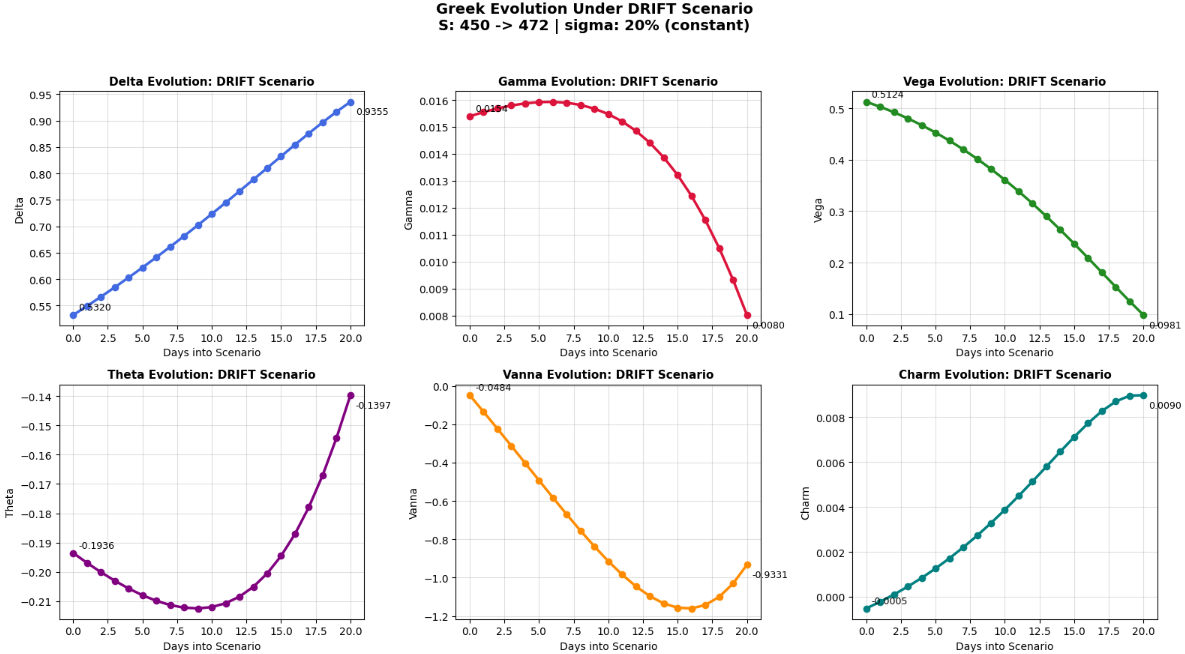 Greek Evolution Under DRIFT Scenario
S: 450 -> 472 | sigma: 20% (constant)
Delta Evolution: DRIFT Scenario
0.95
0.90
0.85
0.80
0.75
0.70
0.65
0.60
0.55
Delta
0.5320
0.9355
0.0 2.5 5.0 7.5 10.0 12.5 15.0 17.5 20.0
Days into Scenario
Gamma Evolution: DRIFT Scenario
0.016
0.015
0.014
0.013
0.012
0.011
0.010
0.009
0.008
Gamma
0.0154
0.0080
0.0 2.5 5.0 7.5 10.0 12.5 15.0 17.5 20.0
Days into Scenario
Vega Evolution: DRIFT Scenario
0.5
0.4
0.3
0.2
0.1
Vega
0.5124
0.0981
0.0 2.5 5.0 7.5 10.0 12.5 15.0 17.5 20.0
Days into Scenario
Theta Evolution: DRIFT Scenario
−0.14
−0.15
−0.16
−0.17
−0.18
−0.19
−0.20
−0.21
Theta
-0.1936
-0.1397
0.0 2.5 5.0 7.5 10.0 12.5 15.0 17.5 20.0
Days into Scenario
Vanna Evolution: DRIFT Scenario
0.0
−0.2
−0.4
−0.6
−0.8
−1.0
−1.2
Vanna
-0.0484
-0.9331
0.0 2.5 5.0 7.5 10.0 12.5 15.0 17.5 20.0
Days into Scenario
Charm Evolution: DRIFT Scenario
0.008
0.006
0.004
0.002
0.000
Charm
-0.0005
0.0090
0.0 2.5 5.0 7.5 10.0 12.5 15.0 17.5 20.0
Days into Scenario